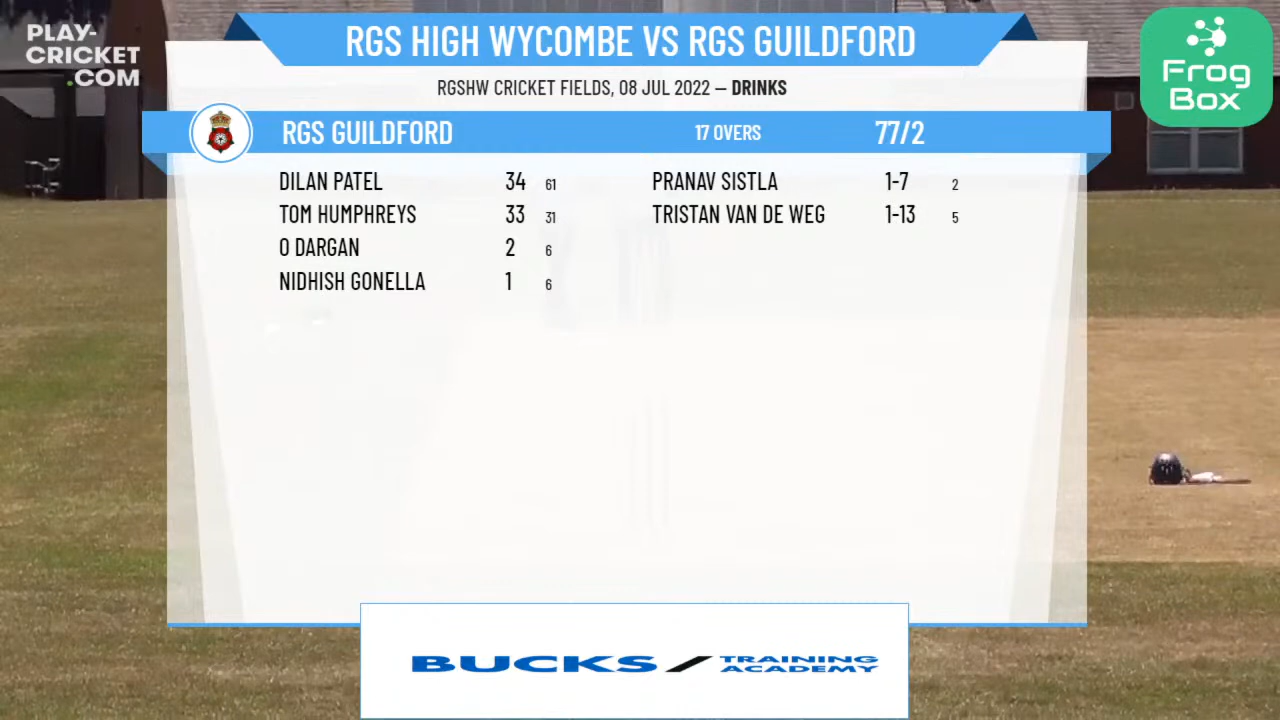 PLAY-
CRICKET
.COM
RGS HIGH WYCOMBE VS RGS GUILDFORD
Frog
Box
RGSHW CRICKET FIELDS, 08 JUL 2022 – DRINKS
RGS GUILDFORD 17 OVERS 77/2
DILAN PATEL 34 61 PRANAV SISTLA 1-7 2
TOM HUMPHREYS 33 31 TRISTAN VAN DE WEG 1-13 5
O DARGAN 2 6
NIDHISH GONELLA 1 6
BUCKS TRAINING
ACADEMY